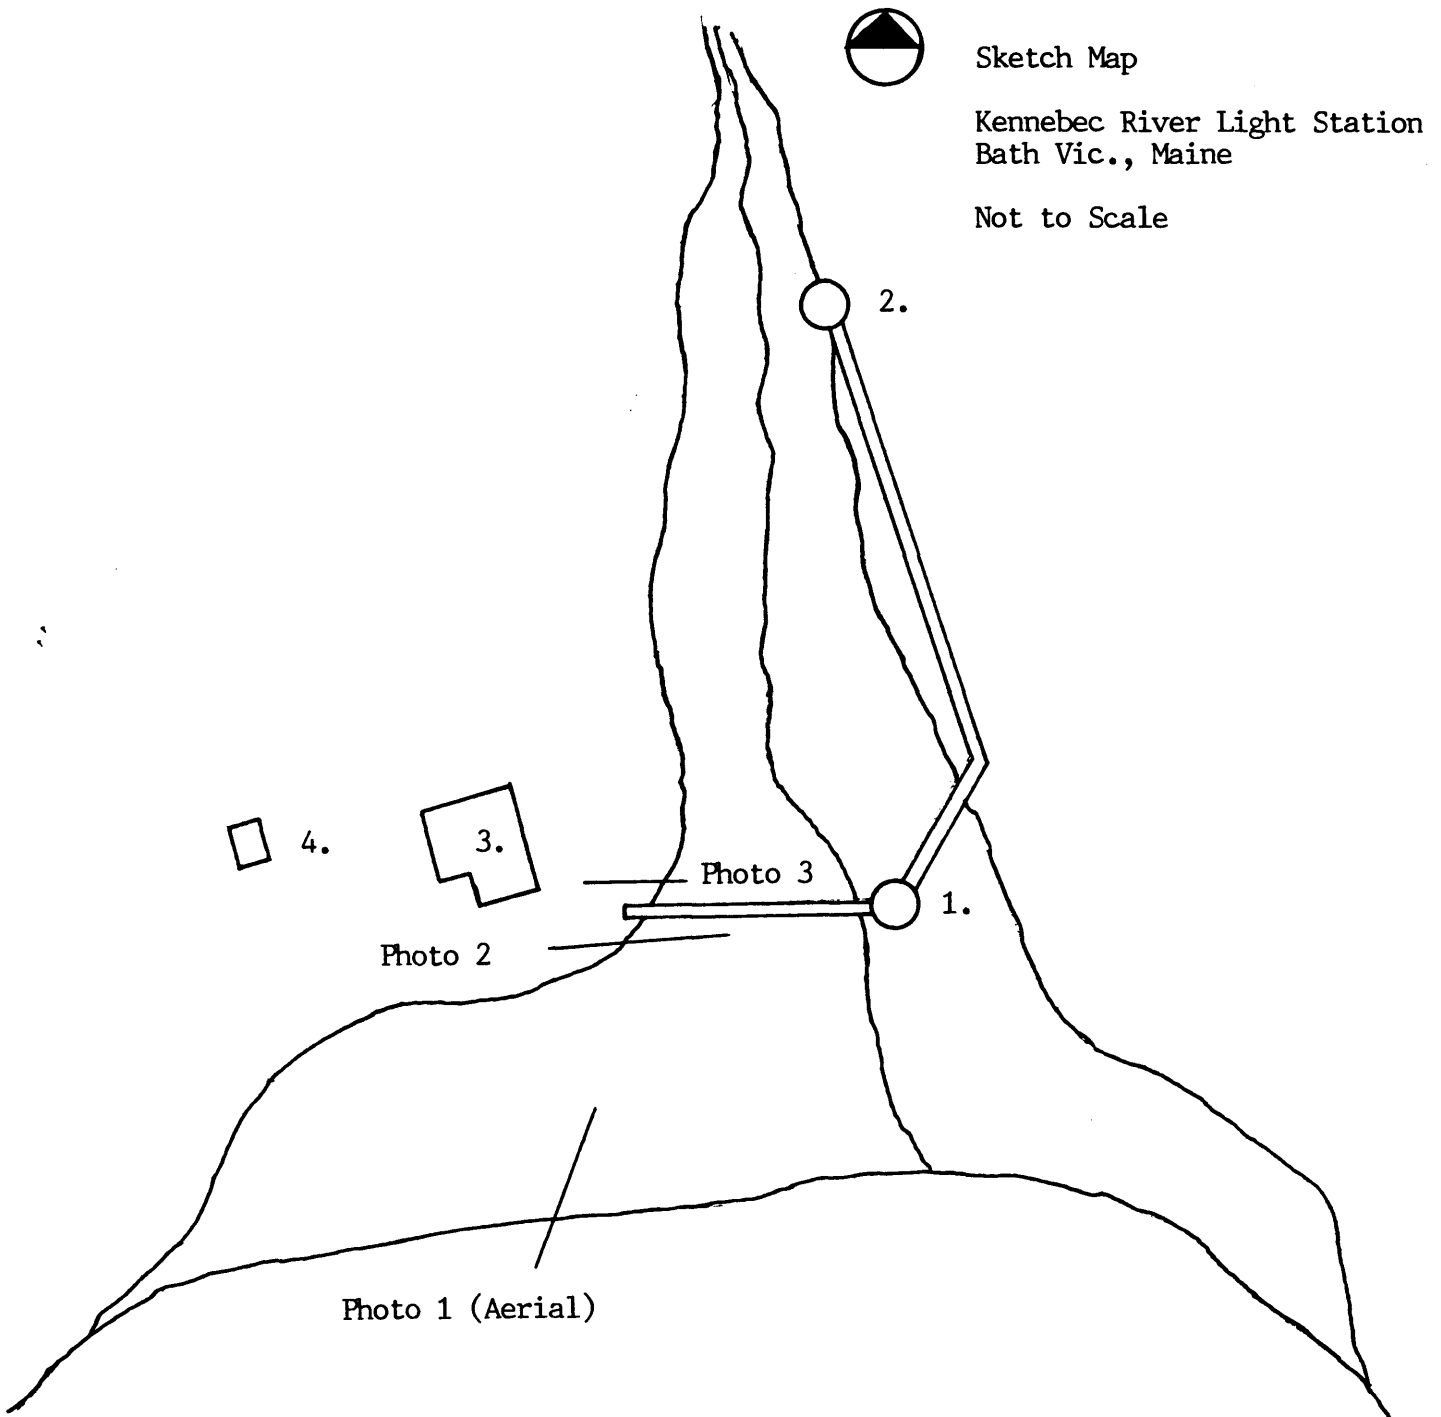 Sketch Map
Kennebec River Light Station
Bath Vic., Maine
Not to Scale
2.
4.
3.
Photo 3
1.
Photo 2
Photo 1 (Aerial)